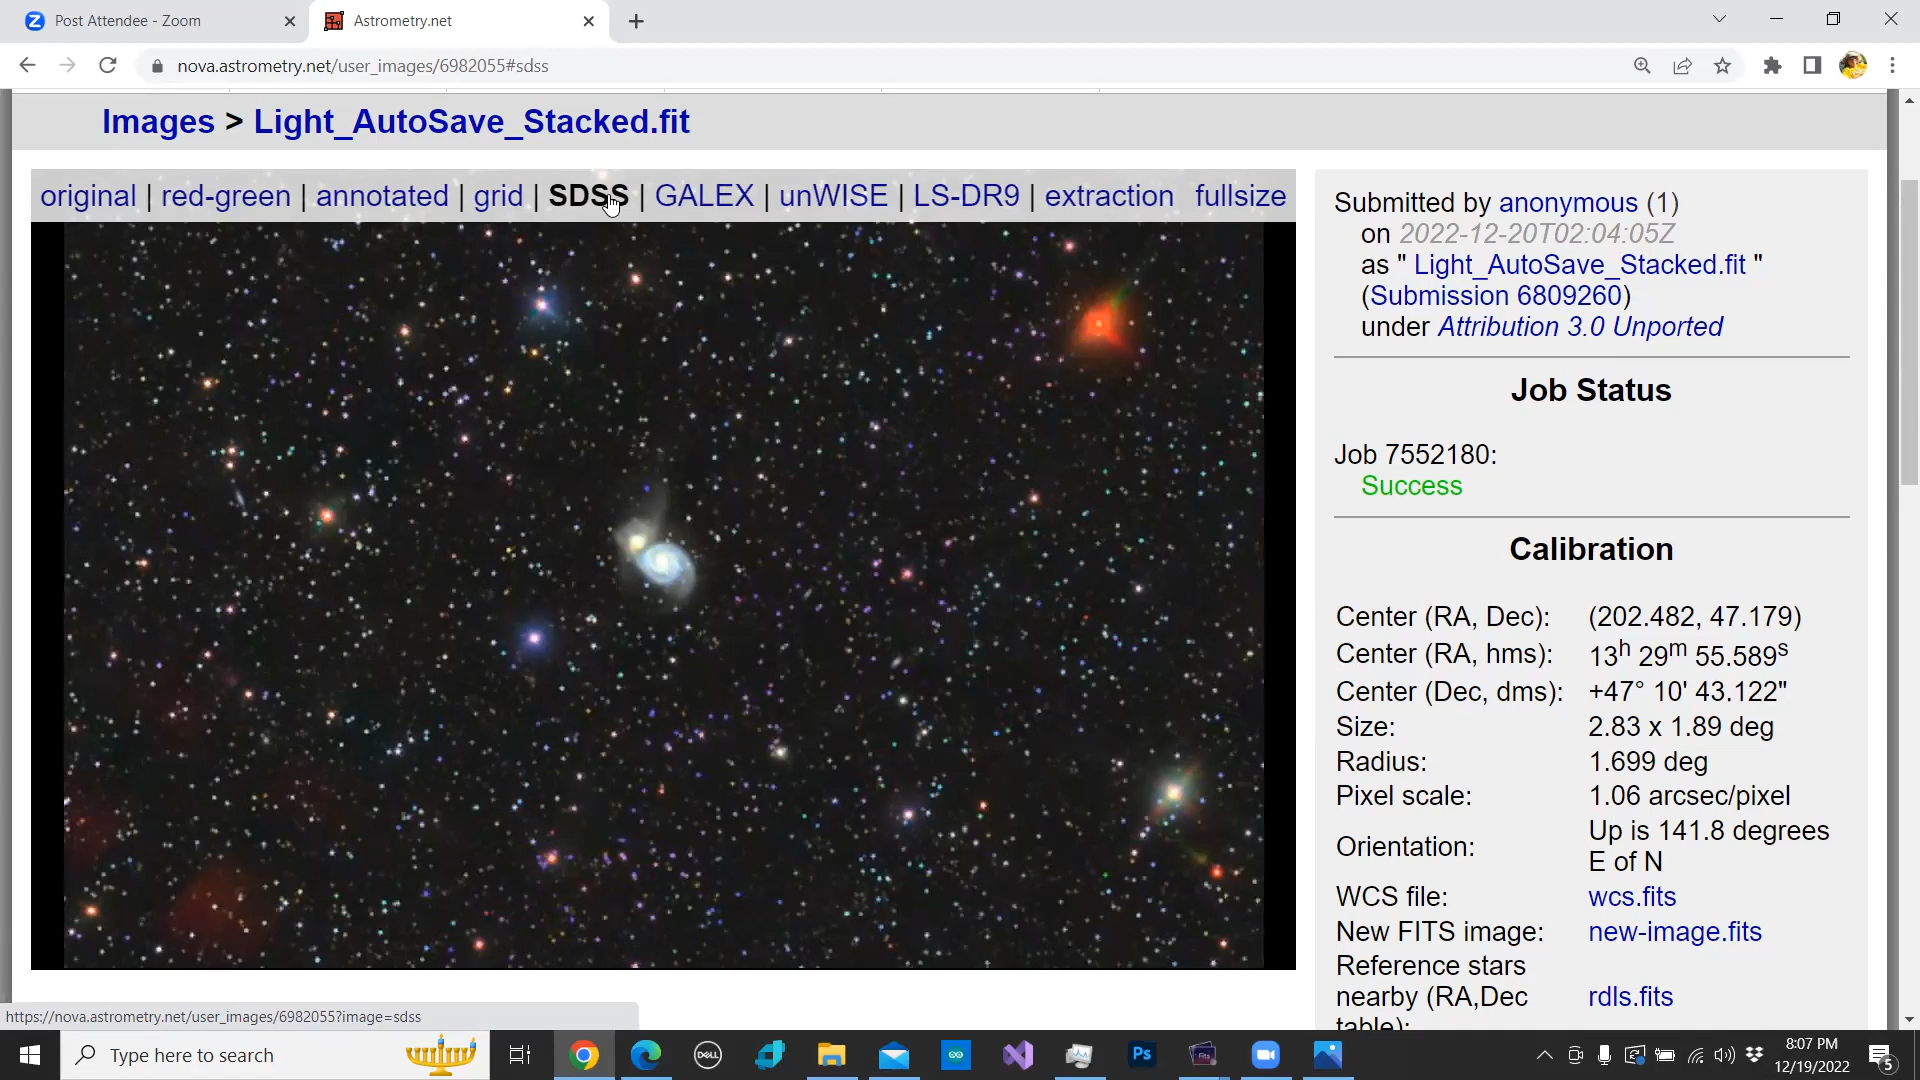 Post Attendee - Zoom
Astrometry.net
nova.astrometry.net/user_images/6982055#sdss
Images > Light_AutoSave_Stacked.fit
original | red-green | annotated | grid | SDSS | GALEX | unWISE | LS-DR9 | extraction fullsize
Submitted by anonymous (1)
on 2022-12-20T02:04:05Z
as " Light_AutoSave_Stacked.fit "
(Submission 6809260)
under Attribution 3.0 Unported
Job Status
Job 7552180:
Success
Calibration
Center (RA, Dec): (202.482, 47.179)
Center (RA, hms): 13h 29m 55.589s
Center (Dec, dms): +47° 10' 43.122"
Size: 2.83 x 1.89 deg
Radius: 1.699 deg
Pixel scale: 1.06 arcsec/pixel
Orientation: Up is 141.8 degrees
E of N
WCS file: wcs.fits
New FITS image: new-image.fits
Reference stars
nearby (RA,Dec rdls.fits
table):
https://nova.astrometry.net/user_images/6982055?image=sdss
Type here to search
DELL
Ps
Fits
8:07 PM
12/19/2022
5